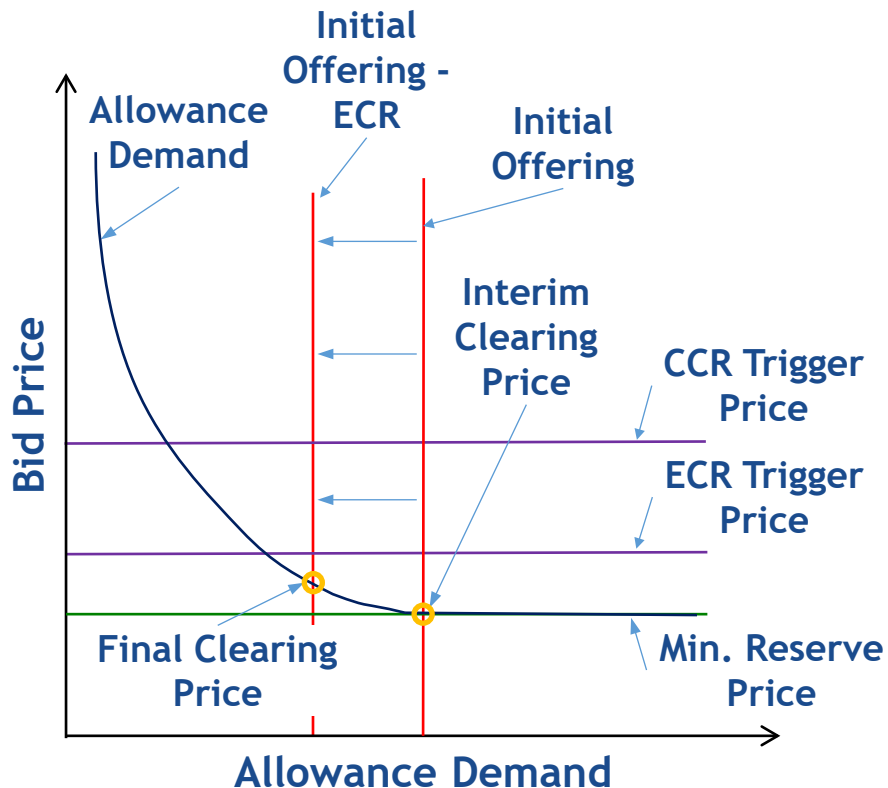 Initial
Offering -
ECR
Allowance
Demand
Initial
Offering
Interim
Clearing
Price
CCR Trigger
Price
ECR Trigger
Price
Bid Price
Final Clearing
Price
Min. Reserve
Price
Allowance Demand